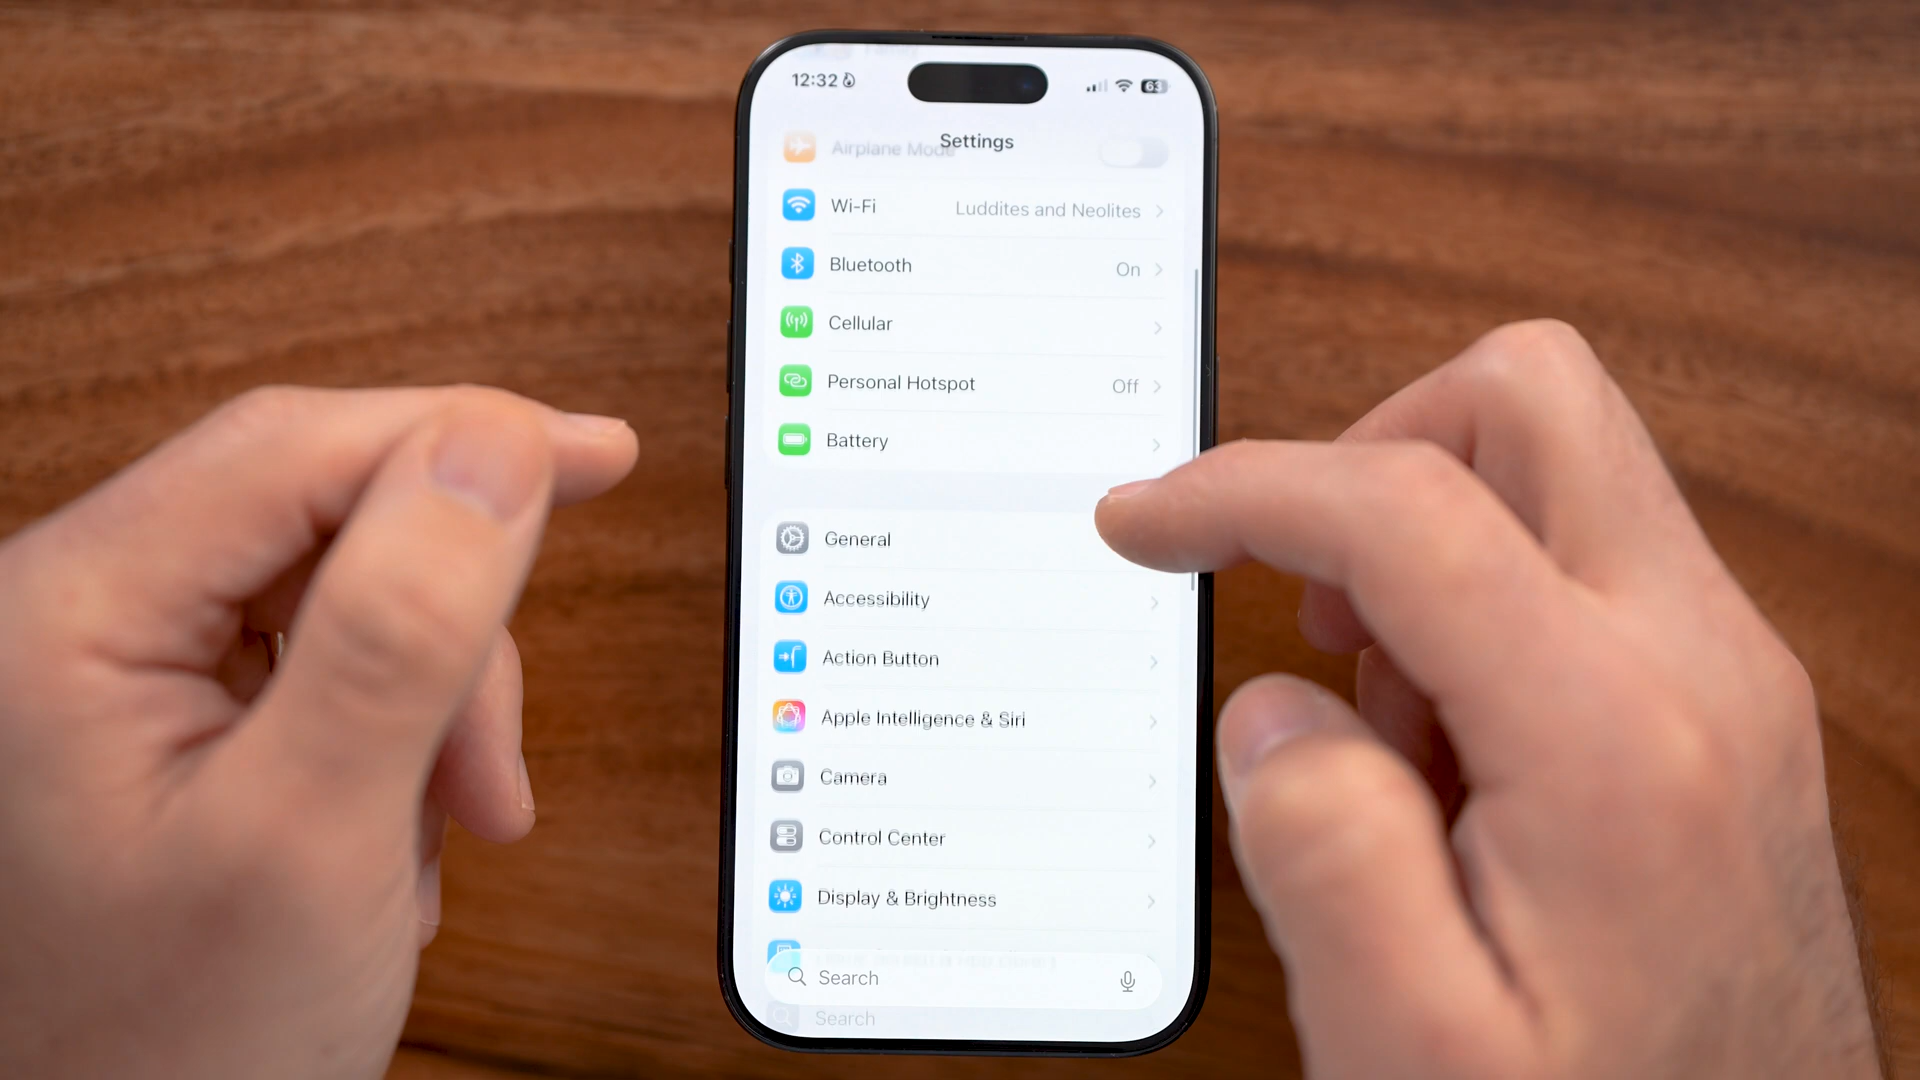 12:32
63
Settings
Airplane Mode
Wi-Fi Luddites and Neolites
Bluetooth On
Cellular
Personal Hotspot Off
Battery
General
Accessibility
Action Button
Apple Intelligence & Siri
Camera
Control Center
Display & Brightness
Search
Search